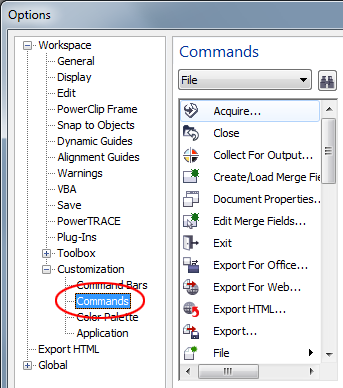 Options
Workspace
General
Display
Edit
PowerClip Frame
Snap to Objects
Dynamic Guides
Alignment Guides
Warnings
VBA
Save
PowerTRACE
Plug-Ins
Toolbox
Customization
Command Bars
Commands
Color Palette
Application
Export HTML
Global
Commands
File
Acquire...
Close
Collect For Output...
Create/Load Merge Fi
Document Properties...
Edit Merge Fields...
Exit
Export For Office...
Export For Web...
Export HTML...
Export...
File